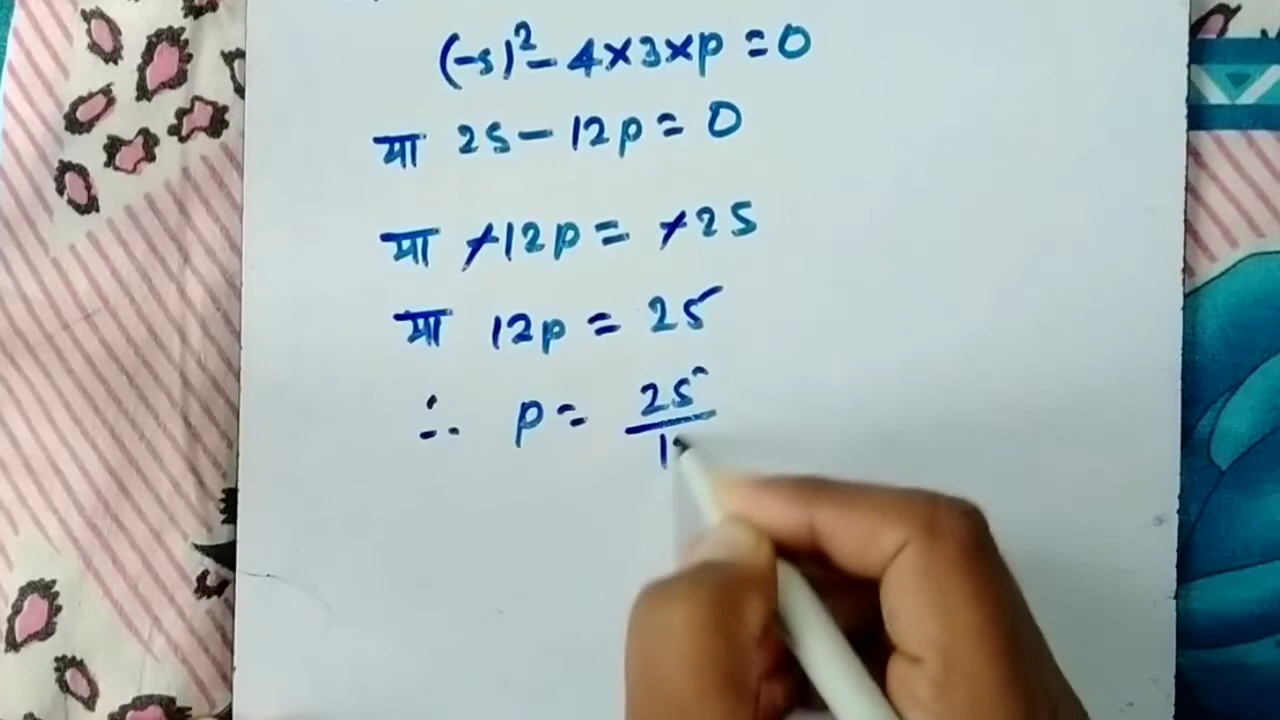 (-5)² - 4×3×p = 0
या 25 - 12p = 0
या -12p = -25
या 12p = 25
∴ p = 25/1